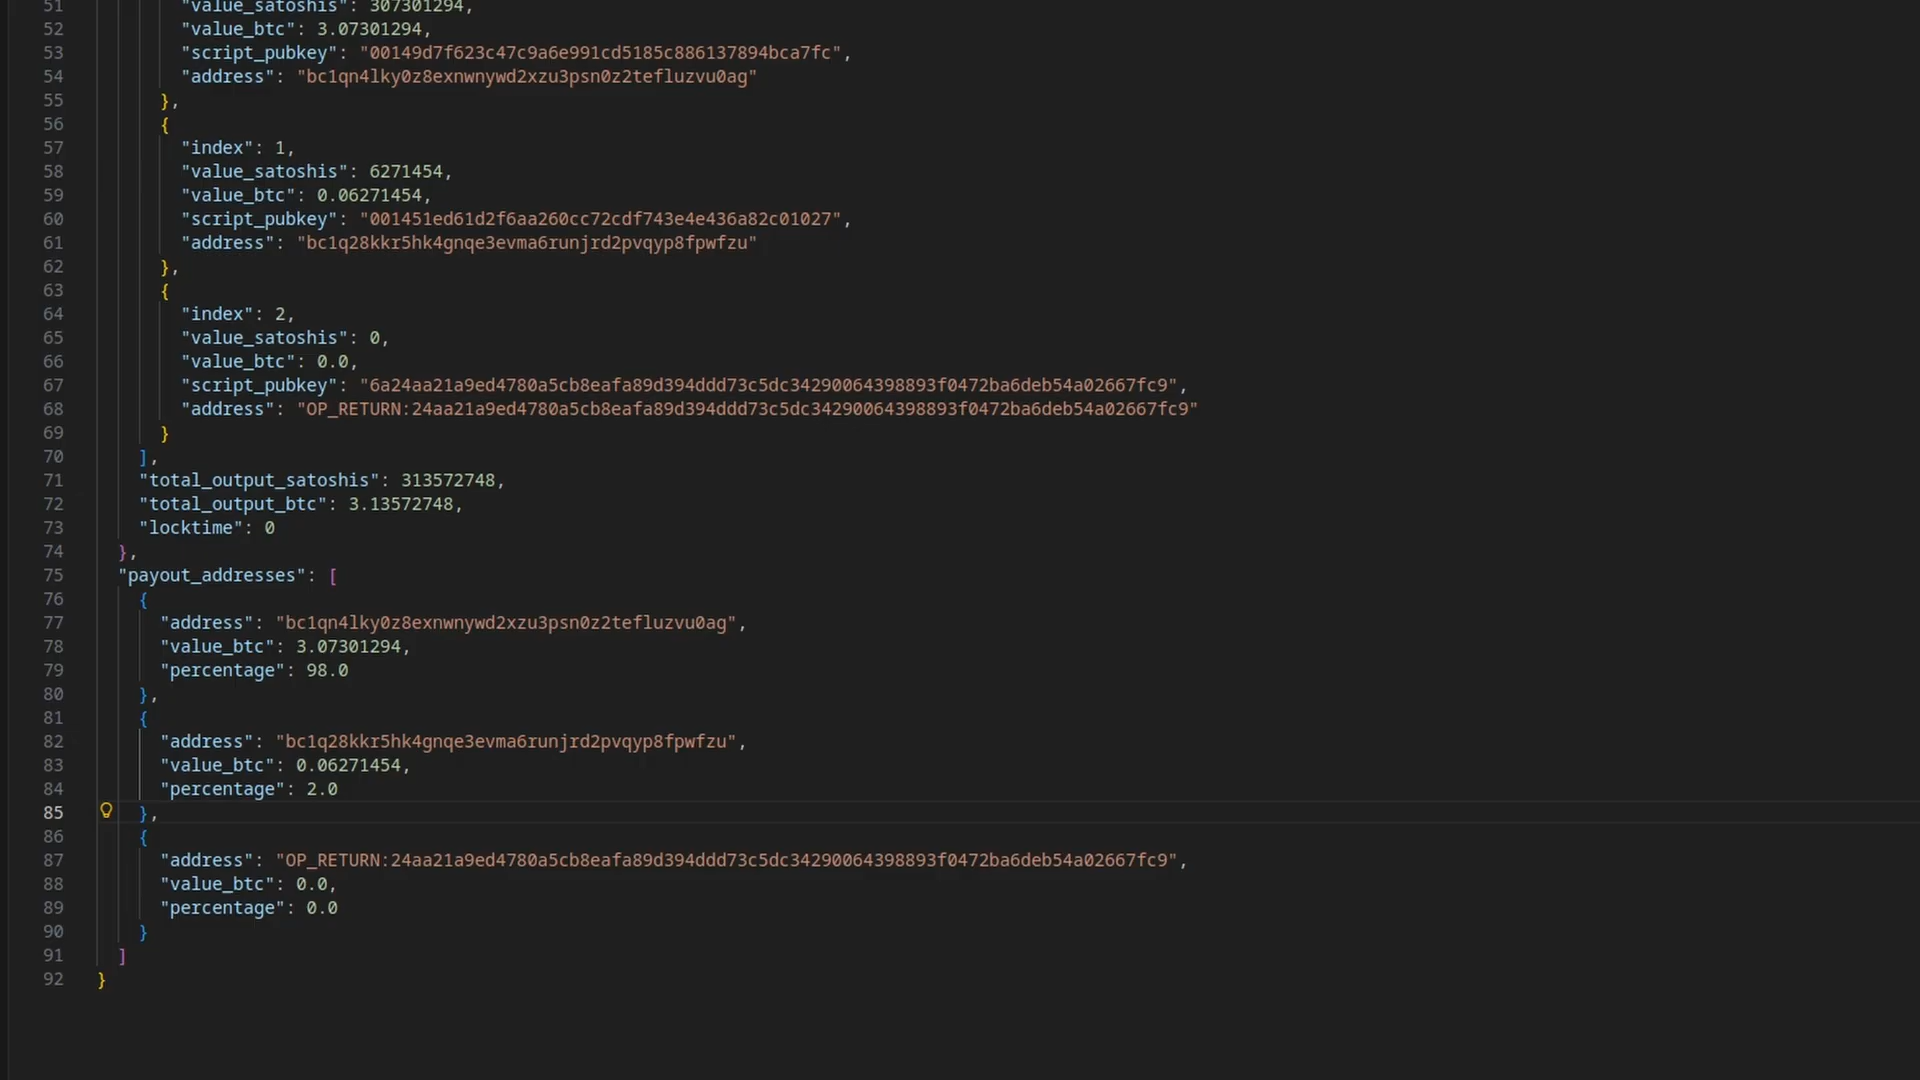 51 "value_satoshis": 307301294,
52 "value_btc": 3.07301294,
53 "script_pubkey": "00149d7f623c47c9a6e991cd5185c886137894bca7fc",
54 "address": "bc1qn4lky0z8exnwnywd2xzu3psn0z2tefluzvu0ag"
55 },
56 {
57 "index": 1,
58 "value_satoshis": 6271454,
59 "value_btc": 0.06271454,
60 "script_pubkey": "001451ed61d2f6aa260cc72cdf743e4e436a82c01027",
61 "address": "bc1q28kkr5hk4gnqe3evma6runjrd2pvqyp8fpwfzu"
62 },
63 {
64 "index": 2,
65 "value_satoshis": 0,
66 "value_btc": 0.0,
67 "script_pubkey": "6a24aa21a9ed4780a5cb8eafa89d394ddd73c5dc34290064398893f0472ba6deb54a02667fc9",
68 "address": "OP_RETURN:24aa21a9ed4780a5cb8eafa89d394ddd73c5dc34290064398893f0472ba6deb54a02667fc9"
69 }
70 ],
71 "total_output_satoshis": 313572748,
72 "total_output_btc": 3.13572748,
73 "locktime": 0
74 },
75 "payout_addresses": [
76 {
77 "address": "bc1qn4lky0z8exnwnywd2xzu3psn0z2tefluzvu0ag",
78 "value_btc": 3.07301294,
79 "percentage": 98.0
80 },
81 {
82 "address": "bc1q28kkr5hk4gnqe3evma6runjrd2pvqyp8fpwfzu",
83 "value_btc": 0.06271454,
84 "percentage": 2.0
85 },
86 {
87 "address": "OP_RETURN:24aa21a9ed4780a5cb8eafa89d394ddd73c5dc34290064398893f0472ba6deb54a02667fc9",
88 "value_btc": 0.0,
89 "percentage": 0.0
90 }
91 ]
92 }